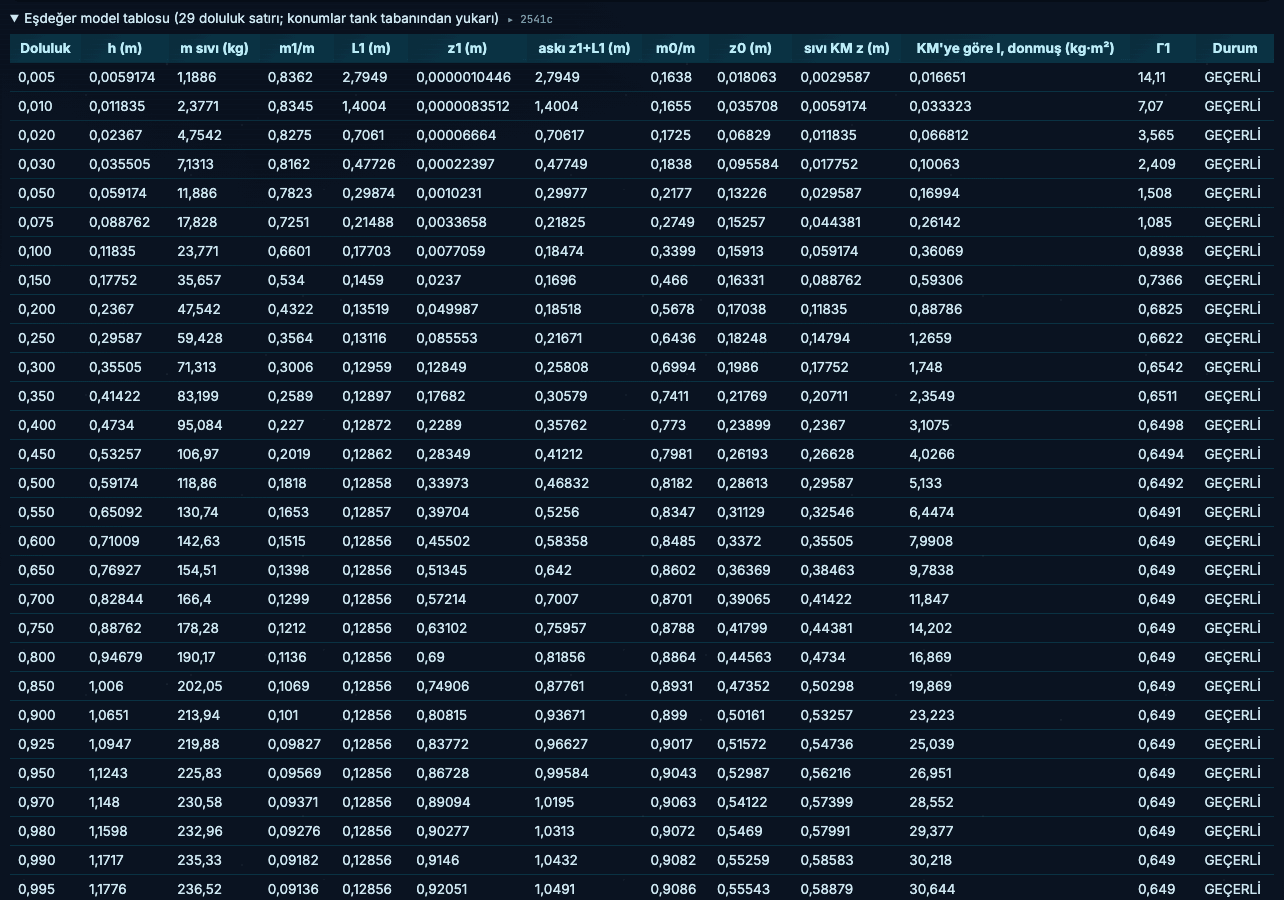 ▼ Eşdeğer model tablosu (29 doluluk satırı; konumlar tank tabanından yukarı) ▸ 2541c
Doluluk h (m) m sıvı (kg) m1/m L1 (m) z1 (m) askı z1+L1 (m) m0/m z0 (m) sıvı KM z (m) KM'ye göre I, donmuş (kg·m²) Γ1 Durum
0,005 0,0059174 1,1886 0,8362 2,7949 0,0000010446 2,7949 0,1638 0,018063 0,0029587 0,016651 14,11 GEÇERLİ
0,010 0,011835 2,3771 0,8345 1,4004 0,0000083512 1,4004 0,1655 0,035708 0,0059174 0,033323 7,07 GEÇERLİ
0,020 0,02367 4,7542 0,8275 0,7061 0,00006664 0,70617 0,1725 0,06829 0,011835 0,066812 3,565 GEÇERLİ
0,030 0,035505 7,1313 0,8162 0,47726 0,00022397 0,47749 0,1838 0,095584 0,017752 0,10063 2,409 GEÇERLİ
0,050 0,059174 11,886 0,7823 0,29874 0,0010231 0,29977 0,2177 0,13226 0,029587 0,16994 1,508 GEÇERLİ
0,075 0,088762 17,828 0,7251 0,21488 0,0033658 0,21825 0,2749 0,15257 0,044381 0,26142 1,085 GEÇERLİ
0,100 0,11835 23,771 0,6601 0,17703 0,0077059 0,18474 0,3399 0,15913 0,059174 0,36069 0,8938 GEÇERLİ
0,150 0,17752 35,657 0,534 0,1459 0,0237 0,1696 0,466 0,16331 0,088762 0,59306 0,7366 GEÇERLİ
0,200 0,2367 47,542 0,4322 0,13519 0,049987 0,18518 0,5678 0,17038 0,11835 0,88786 0,6825 GEÇERLİ
0,250 0,29587 59,428 0,3564 0,13116 0,085553 0,21671 0,6436 0,18248 0,14794 1,2659 0,6622 GEÇERLİ
0,300 0,35505 71,313 0,3006 0,12959 0,12849 0,25808 0,6994 0,1986 0,17752 1,748 0,6542 GEÇERLİ
0,350 0,41422 83,199 0,2589 0,12897 0,17682 0,30579 0,7411 0,21769 0,20711 2,3549 0,6511 GEÇERLİ
0,400 0,4734 95,084 0,227 0,12872 0,2289 0,35762 0,773 0,23899 0,2367 3,1075 0,6498 GEÇERLİ
0,450 0,53257 106,97 0,2019 0,12862 0,28349 0,41212 0,7981 0,26193 0,26628 4,0266 0,6494 GEÇERLİ
0,500 0,59174 118,86 0,1818 0,12858 0,33973 0,46832 0,8182 0,28613 0,29587 5,133 0,6492 GEÇERLİ
0,550 0,65092 130,74 0,1653 0,12857 0,39704 0,5256 0,8347 0,31129 0,32546 6,4474 0,6491 GEÇERLİ
0,600 0,71009 142,63 0,1515 0,12856 0,45502 0,58358 0,8485 0,3372 0,35505 7,9908 0,649 GEÇERLİ
0,650 0,76927 154,51 0,1398 0,12856 0,51345 0,642 0,8602 0,36369 0,38463 9,7838 0,649 GEÇERLİ
0,700 0,82844 166,4 0,1299 0,12856 0,57214 0,7007 0,8701 0,39065 0,41422 11,847 0,649 GEÇERLİ
0,750 0,88762 178,28 0,1212 0,12856 0,63102 0,75957 0,8788 0,41799 0,44381 14,202 0,649 GEÇERLİ
0,800 0,94679 190,17 0,1136 0,12856 0,69 0,81856 0,8864 0,44563 0,4734 16,869 0,649 GEÇERLİ
0,850 1,006 202,05 0,1069 0,12856 0,74906 0,87761 0,8931 0,47352 0,50298 19,869 0,649 GEÇERLİ
0,900 1,0651 213,94 0,101 0,12856 0,80815 0,93671 0,899 0,50161 0,53257 23,223 0,649 GEÇERLİ
0,925 1,0947 219,88 0,09827 0,12856 0,83772 0,96627 0,9017 0,51572 0,54736 25,039 0,649 GEÇERLİ
0,950 1,1243 225,83 0,09569 0,12856 0,86728 0,99584 0,9043 0,52987 0,56216 26,951 0,649 GEÇERLİ
0,970 1,148 230,58 0,09371 0,12856 0,89094 1,0195 0,9063 0,54122 0,57399 28,552 0,649 GEÇERLİ
0,980 1,1598 232,96 0,09276 0,12856 0,90277 1,0313 0,9072 0,5469 0,57991 29,377 0,649 GEÇERLİ
0,990 1,1717 235,33 0,09182 0,12856 0,9146 1,0432 0,9082 0,55259 0,58583 30,218 0,649 GEÇERLİ
0,995 1,1776 236,52 0,09136 0,12856 0,92051 1,0491 0,9086 0,55543 0,58879 30,644 0,649 GEÇERLİ